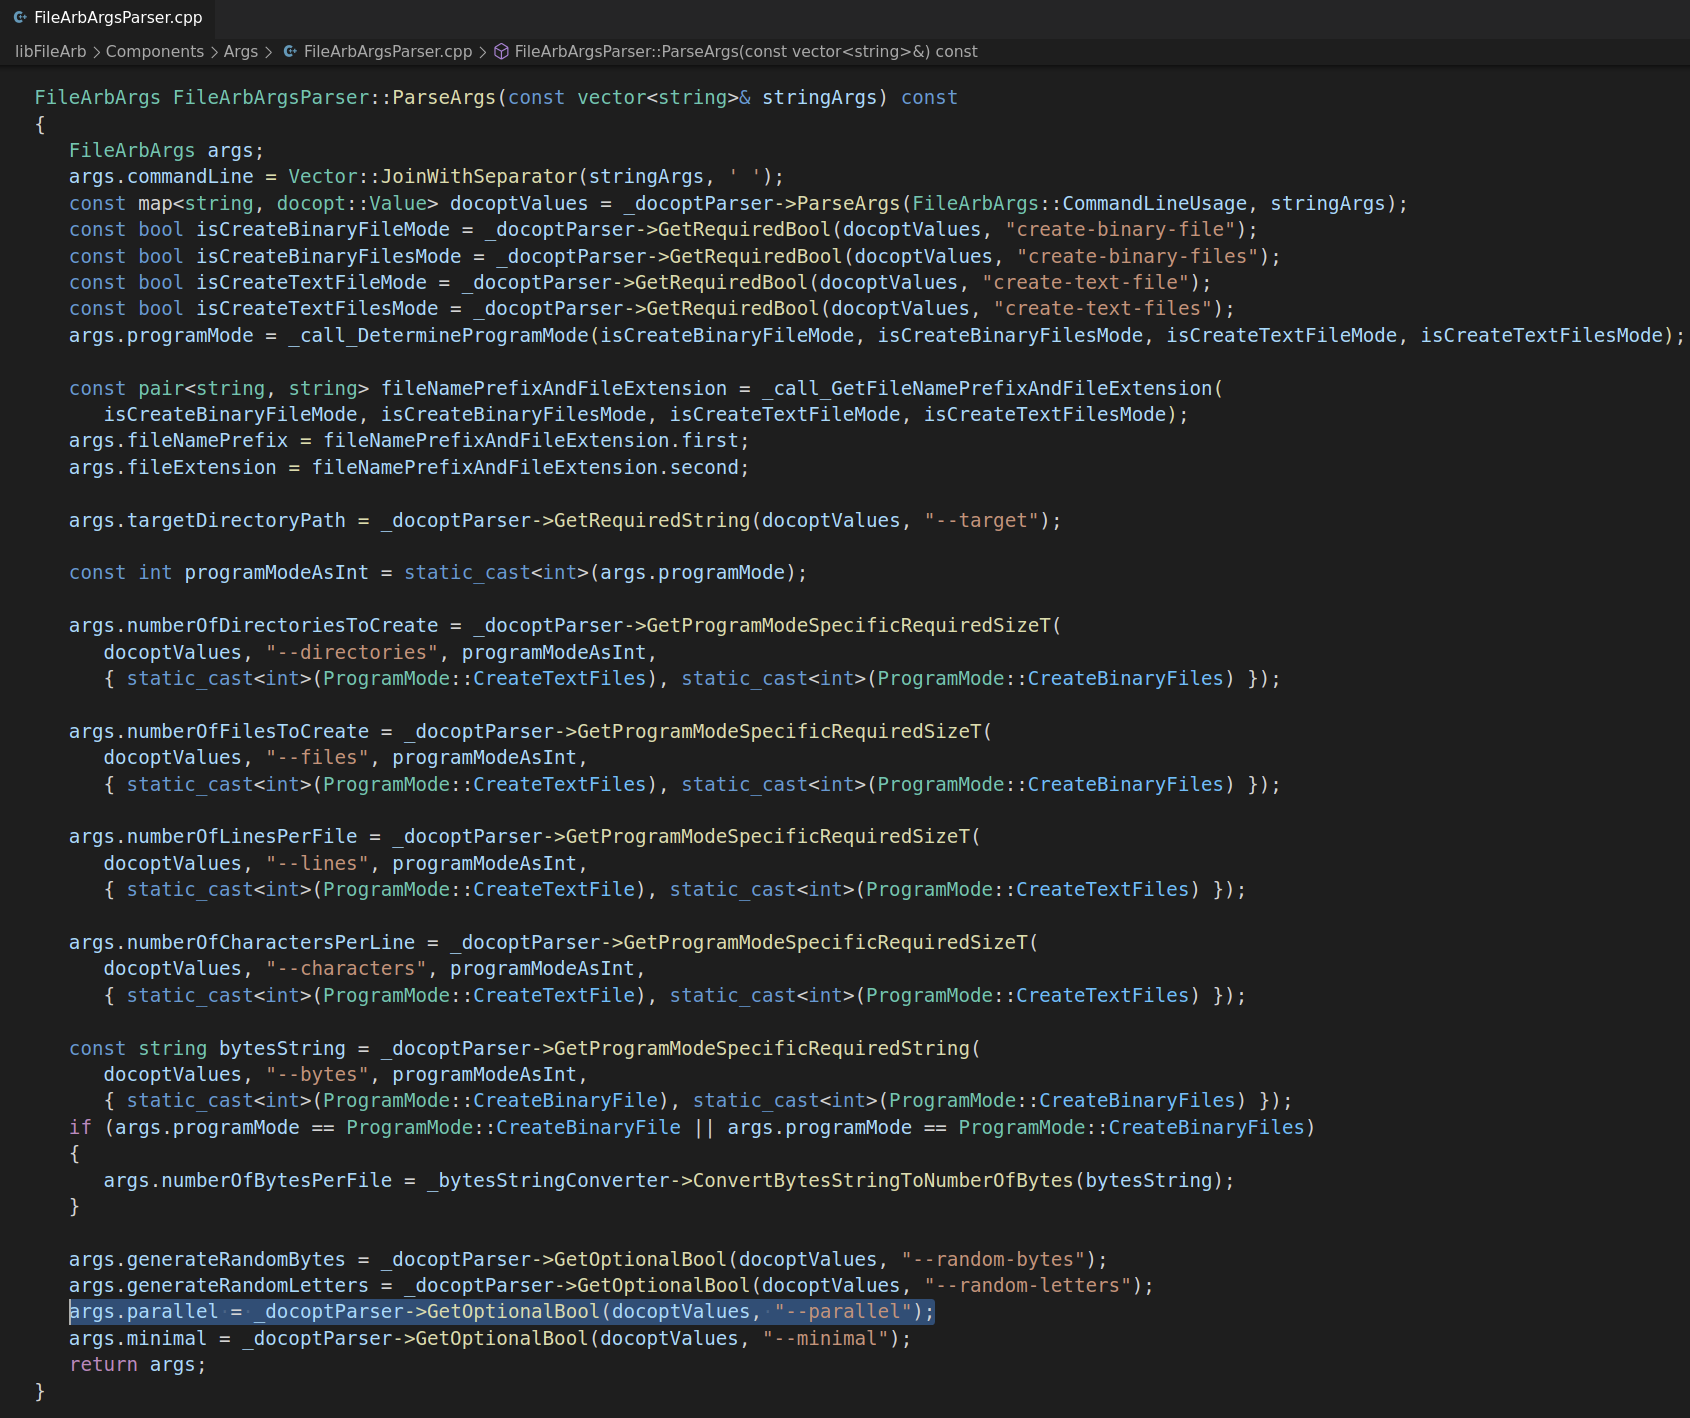 FileArbArgsParser.cpp
libFileArb > Components > Args > FileArbArgsParser.cpp > FileArbArgsParser::ParseArgs(const vector<string>&) const
FileArbArgs FileArbArgsParser::ParseArgs(const vector<string>& stringArgs) const
{
   FileArbArgs args;
   args.commandLine = Vector::JoinWithSeparator(stringArgs, ' ');
   const map<string, docopt::Value> docoptValues = _docoptParser->ParseArgs(FileArbArgs::CommandLineUsage, stringArgs);
   const bool isCreateBinaryFileMode = _docoptParser->GetRequiredBool(docoptValues, "create-binary-file");
   const bool isCreateBinaryFilesMode = _docoptParser->GetRequiredBool(docoptValues, "create-binary-files");
   const bool isCreateTextFileMode = _docoptParser->GetRequiredBool(docoptValues, "create-text-file");
   const bool isCreateTextFilesMode = _docoptParser->GetRequiredBool(docoptValues, "create-text-files");
   args.programMode = _call_DetermineProgramMode(isCreateBinaryFileMode, isCreateBinaryFilesMode, isCreateTextFileMode, isCreateTextFilesMode);
   const pair<string, string> fileNamePrefixAndFileExtension = _call_GetFileNamePrefixAndFileExtension(
      isCreateBinaryFileMode, isCreateBinaryFilesMode, isCreateTextFileMode, isCreateTextFilesMode);
   args.fileNamePrefix = fileNamePrefixAndFileExtension.first;
   args.fileExtension = fileNamePrefixAndFileExtension.second;
   args.targetDirectoryPath = _docoptParser->GetRequiredString(docoptValues, "--target");
   const int programModeAsInt = static_cast<int>(args.programMode);
   args.numberOfDirectoriesToCreate = _docoptParser->GetProgramModeSpecificRequiredSizeT(
      docoptValues, "--directories", programModeAsInt,
      { static_cast<int>(ProgramMode::CreateTextFiles), static_cast<int>(ProgramMode::CreateBinaryFiles) });
   args.numberOfFilesToCreate = _docoptParser->GetProgramModeSpecificRequiredSizeT(
      docoptValues, "--files", programModeAsInt,
      { static_cast<int>(ProgramMode::CreateTextFiles), static_cast<int>(ProgramMode::CreateBinaryFiles) });
   args.numberOfLinesPerFile = _docoptParser->GetProgramModeSpecificRequiredSizeT(
      docoptValues, "--lines", programModeAsInt,
      { static_cast<int>(ProgramMode::CreateTextFile), static_cast<int>(ProgramMode::CreateTextFiles) });
   args.numberOfCharactersPerLine = _docoptParser->GetProgramModeSpecificRequiredSizeT(
      docoptValues, "--characters", programModeAsInt,
      { static_cast<int>(ProgramMode::CreateTextFile), static_cast<int>(ProgramMode::CreateTextFiles) });
   const string bytesString = _docoptParser->GetProgramModeSpecificRequiredString(
      docoptValues, "--bytes", programModeAsInt,
      { static_cast<int>(ProgramMode::CreateBinaryFile), static_cast<int>(ProgramMode::CreateBinaryFiles) });
   if (args.programMode == ProgramMode::CreateBinaryFile || args.programMode == ProgramMode::CreateBinaryFiles)
   {
      args.numberOfBytesPerFile = _bytesStringConverter->ConvertBytesStringToNumberOfBytes(bytesString);
   }
   args.generateRandomBytes = _docoptParser->GetOptionalBool(docoptValues, "--random-bytes");
   args.generateRandomLetters = _docoptParser->GetOptionalBool(docoptValues, "--random-letters");
   args.parallel = _docoptParser->GetOptionalBool(docoptValues, "--parallel");
   args.minimal = _docoptParser->GetOptionalBool(docoptValues, "--minimal");
   return args;
}